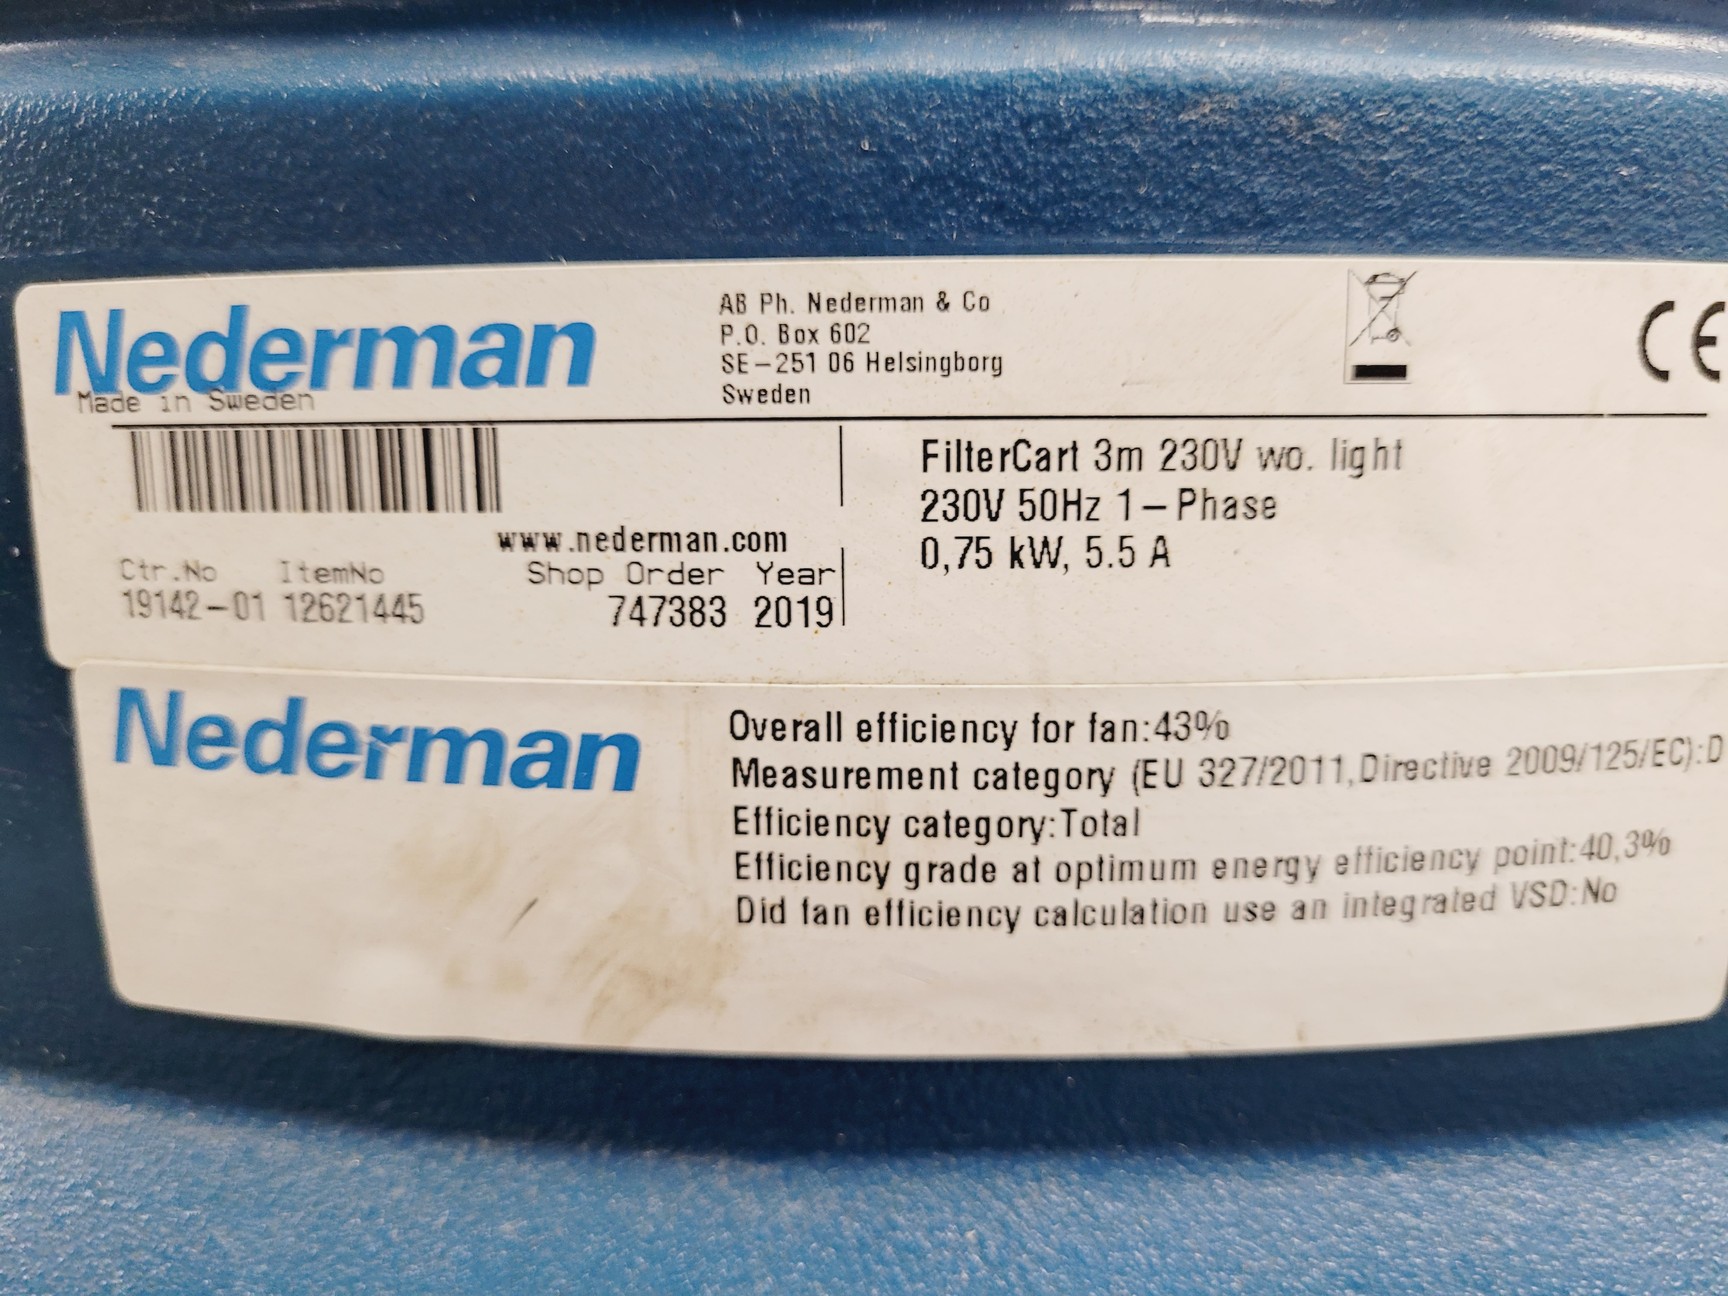 Nederman
Made in Sweden
AB Ph. Nederman & Co
P.O. Box 602
SE-251 06 Helsingborg
Sweden
CE
www.nederman.com
Ctr.No ItemNo Shop Order Year
19142-01 12621445 747383 2019
FilterCart 3m 230V wo. light
230V 50Hz 1-Phase
0,75 kW, 5.5 A
Nederman
Overall efficiency for fan:43%
Measurement category (EU 327/2011,Directive 2009/125/EC):D
Efficiency category:Total
Efficiency grade at optimum energy efficiency point:40,3%
Did fan efficiency calculation use an integrated VSD:No